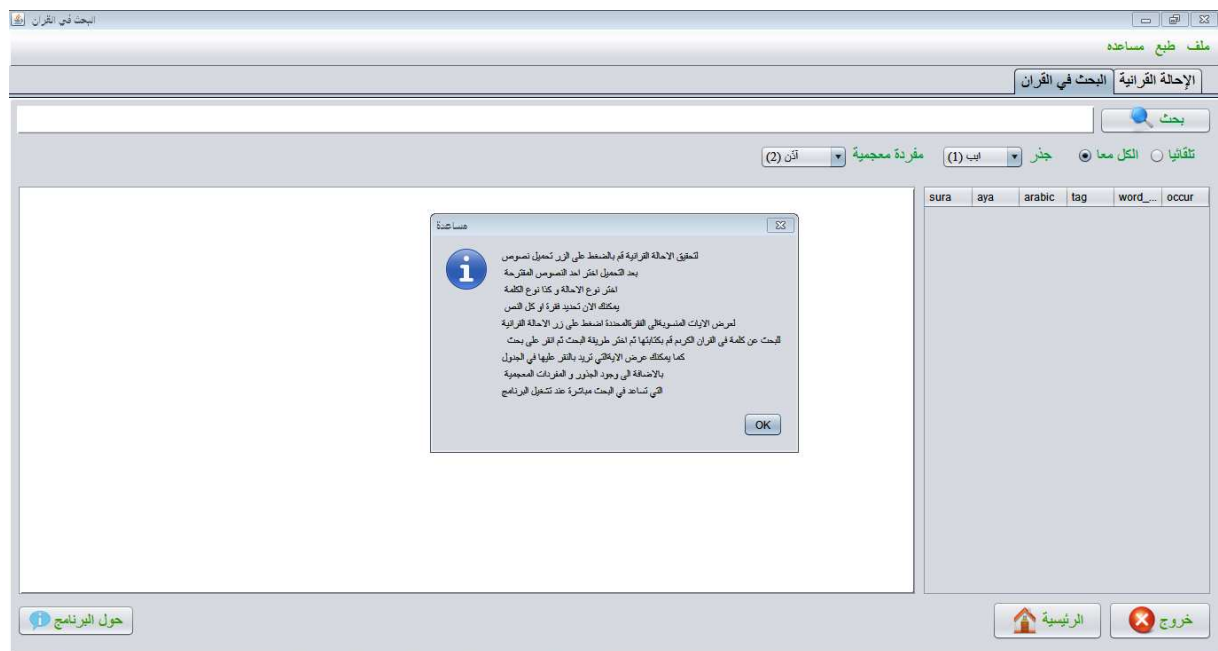 البحث في القران
ملف طبع مساعده
الإحالة القرانية البحث في القران
بحث
تلقائيا الكل معا جذر ابب (1) مفردة معجمية آذن (2)
sura aya arabic tag word_... occur
مساعدة
لتحقيق الاحالة القرانية قم بالضغط على الزر تحميل نصوص
بعد التحميل اختر احد النصوص المقترحة
اختر نوع الاحالة و كذا نوع الكلمة
يمكنك الان تحديد فقرة او كل النص
لعرض الايات المنسوبةالى الفقرةالمحددة اضغط على زر الاحالة القرانية
للبحث عن كلمة في القران الكريم قم بكتابتها ثم اختر طريقة البحث ثم انقر على بحث
كما يمكنك عرض الايةالتي تريد بالنقر عليها في الجدول
بالاضافة الى وجود الجذور و المفردات المعجمية
التي تساعد في البحث مباشرة عند تشغيل البرنامج
OK
خروج الرئيسية حول البرنامج